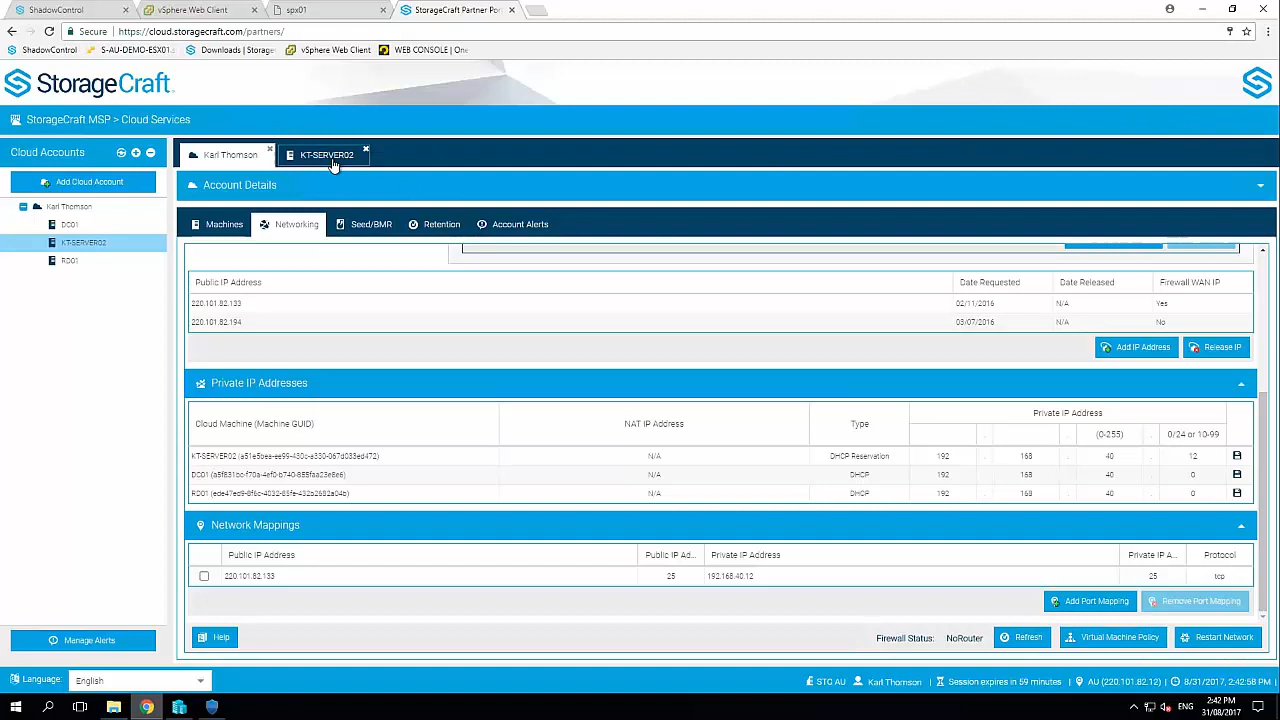 ShadowControl
vSphere Web Client
spx01
StorageCraft Partner Por
Secure https://cloud.storagecraft.com/partners/
ShadowControl
S-AU-DEMO-ESX01.
Downloads | Storage
vSphere Web Client
WEB CONSOLE | One
StorageCraft
StorageCraft MSP > Cloud Services
Cloud Accounts
Karl Thomson
KT-SERVER02
Add Cloud Account
Account Details
Karl Thomson
DC01
KT-SERVER02
RD01
Machines
Networking
Seed/BMR
Retention
Account Alerts
Public IP Address Date Requested Date Released Firewall WAN IP
220.101.82.133 02/11/2016 N/A Yes
220.101.82.194 03/07/2016 N/A No
Add IP Address Release IP
Private IP Addresses
Cloud Machine (Machine GUID) NAT IP Address Type Private IP Address
. . (0-255) . 0/24 or 10-99
N/A DHCP Reservation 192 . 168 . 40 . 12
N/A DHCP 192 . 168 . 40 . 0
N/A DHCP 192 . 168 . 40 . 0
Network Mappings
Public IP Address Public IP Ad... Private IP Address Private IP A... Protocol
220.101.82.133 25 192.168.40.12 25 tcp
Add Port Mapping Remove Port Mapping
Manage Alerts
Help
Firewall Status: NoRouter Refresh Virtual Machine Policy Restart Network
Language: English
STC AU Karl Thomson Session expires in 59 minutes AU (220.101.82.12) 8/31/2017, 2:42:58 PM
ENG
2:42 PM
31/08/2017